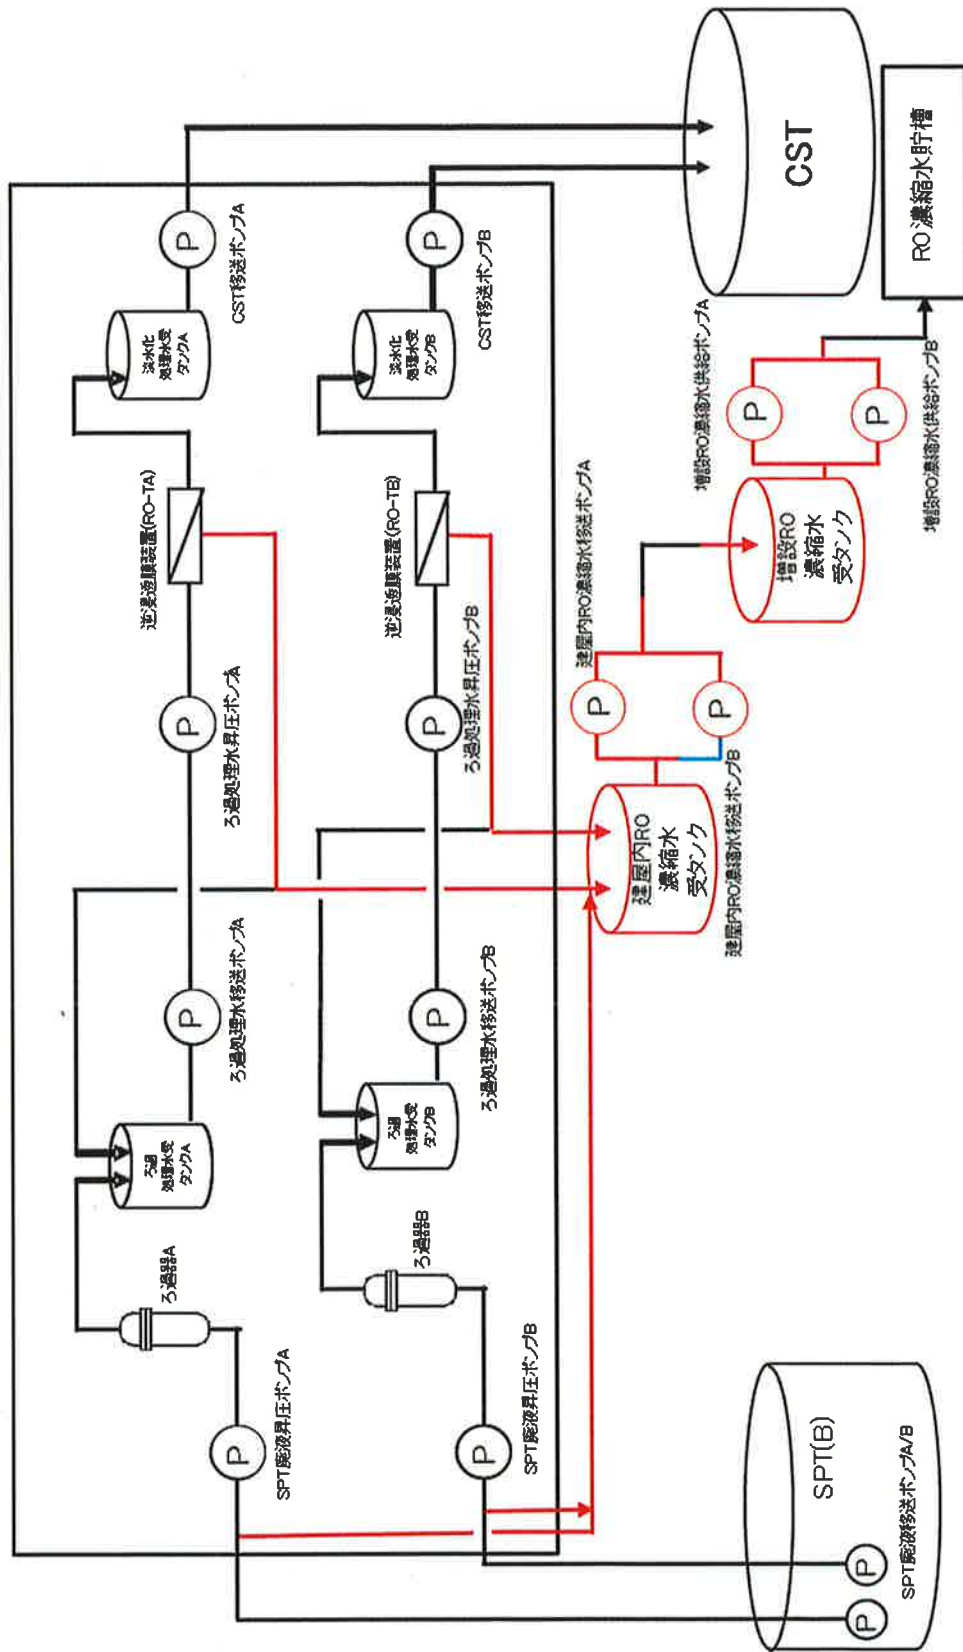 SPT(B)
P
P
SPT廃液移送ポンプA/B
P
SPT廃液昇圧ポンプA
ろ過器A
ろ過
処理水受
タンクA
P
ろ過処理水移送ポンプA
P
ろ過処理水昇圧ポンプA
逆浸透膜装置(RO-TA)
淡水化
処理水受
タンクA
P
CST移送ポンプA
P
SPT廃液昇圧ポンプB
ろ過器B
ろ過
処理水受
タンクB
P
ろ過処理水移送ポンプB
P
ろ過処理水昇圧ポンプB
逆浸透膜装置(RO-TB)
淡水化
処理水受
タンクB
P
CST移送ポンプB
CST
建屋内RO
濃縮水
受タンク
P
建屋内RO濃縮水移送ポンプA
P
建屋内RO濃縮水移送ポンプB
増設RO
濃縮水
受タンク
P
増設RO濃縮水供給ポンプA
P
増設RO濃縮水供給ポンプB
RO濃縮水貯槽